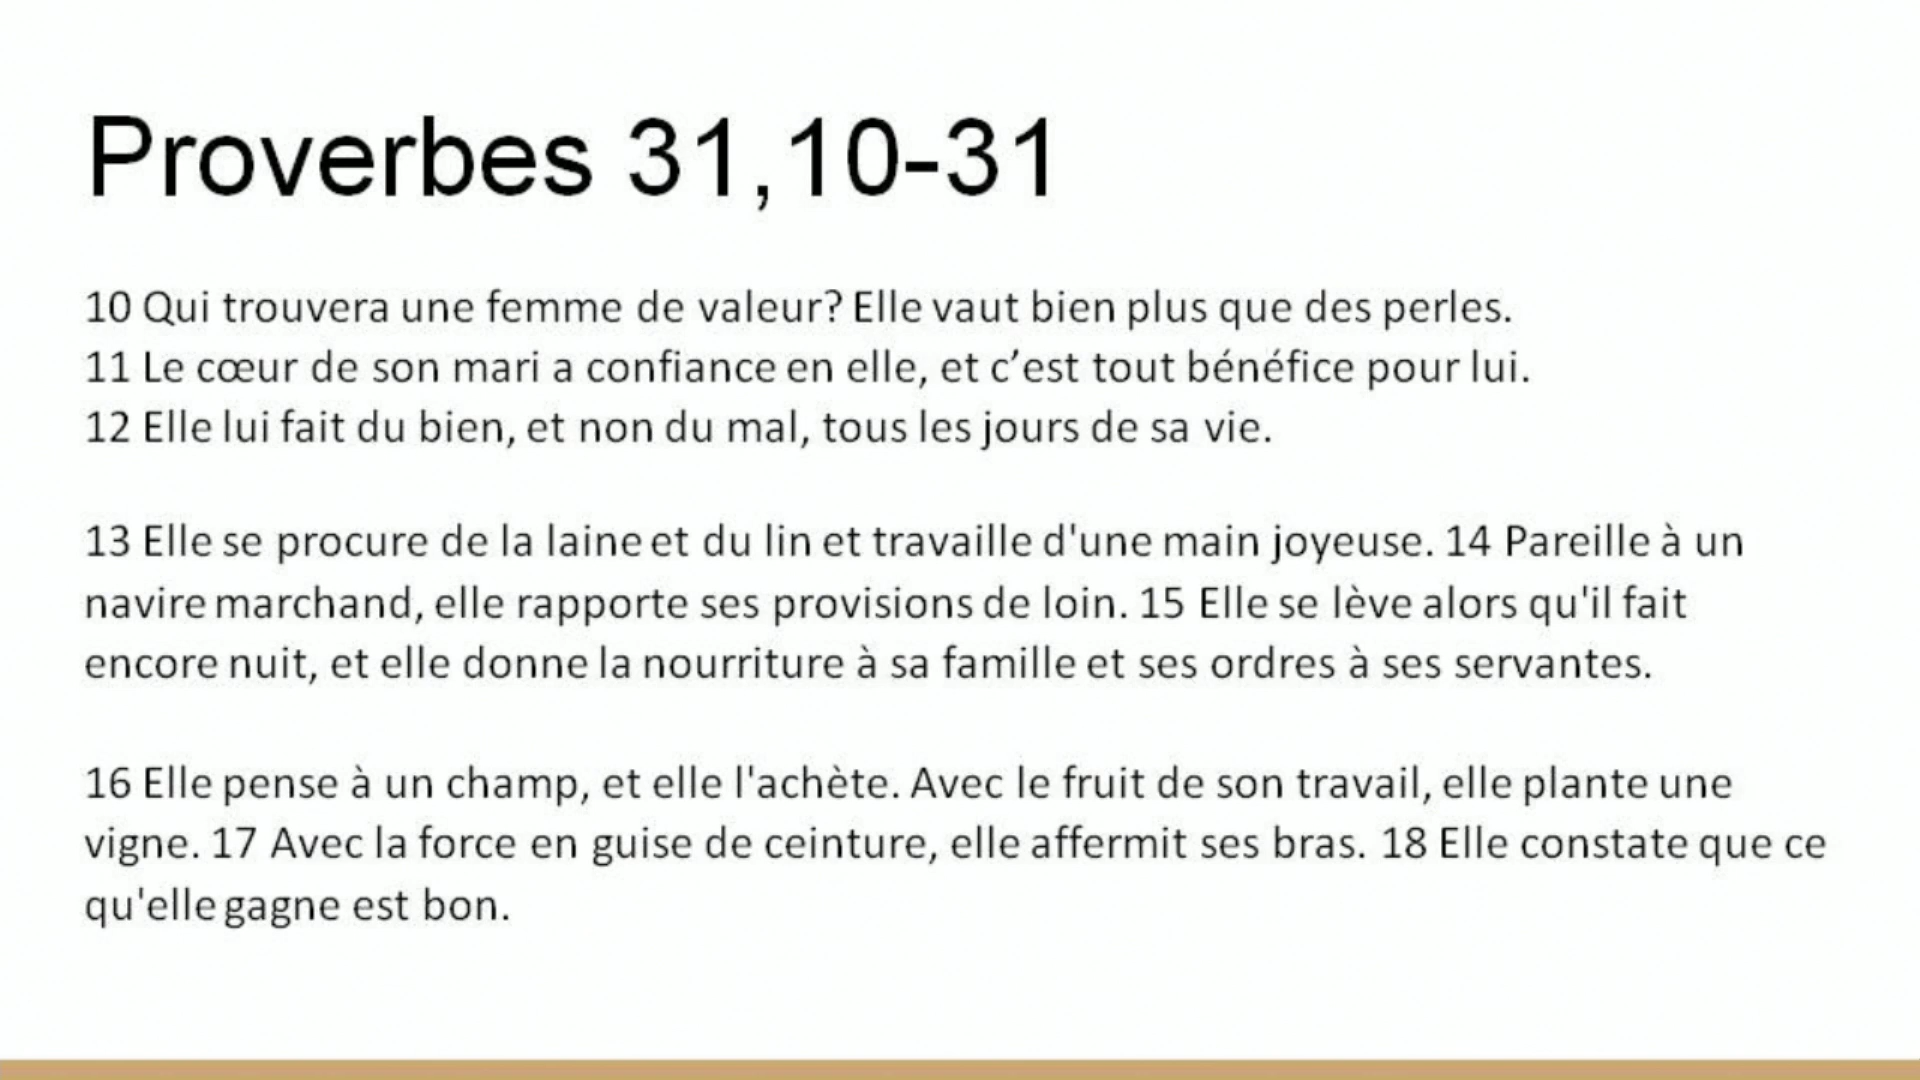 Proverbes 31,10-31
10 Qui trouvera une femme de valeur? Elle vaut bien plus que des perles.
11 Le cœur de son mari a confiance en elle, et c’est tout bénéfice pour lui.
12 Elle lui fait du bien, et non du mal, tous les jours de sa vie.
13 Elle se procure de la laine et du lin et travaille d'une main joyeuse. 14 Pareille à un
navire marchand, elle rapporte ses provisions de loin. 15 Elle se lève alors qu'il fait
encore nuit, et elle donne la nourriture à sa famille et ses ordres à ses servantes.
16 Elle pense à un champ, et elle l'achète. Avec le fruit de son travail, elle plante une
vigne. 17 Avec la force en guise de ceinture, elle affermit ses bras. 18 Elle constate que ce
qu'elle gagne est bon.